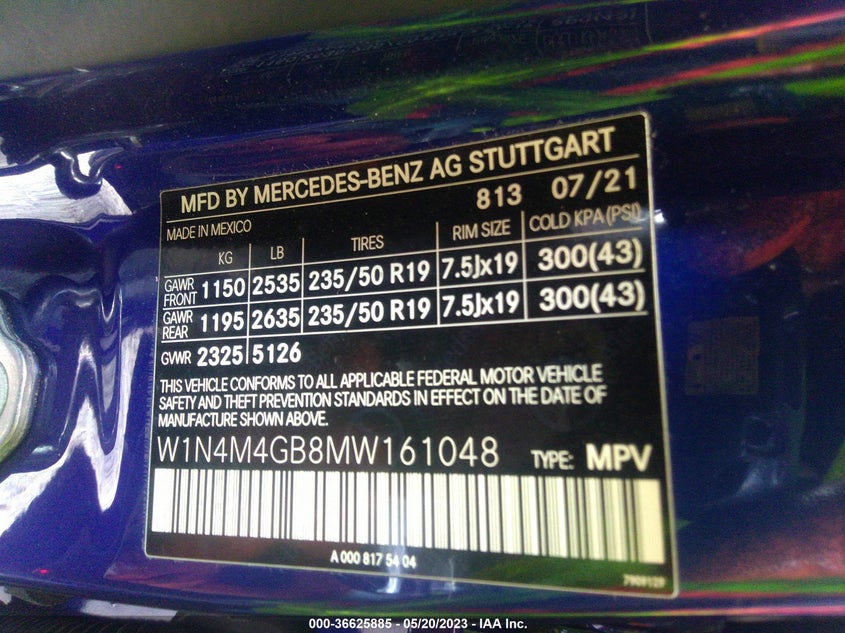 MFD BY MERCEDES-BENZ AG STUTTGART
813 07/21
MADE IN MEXICO
KG LB TIRES RIM SIZE COLD KPA (PSI)
GAWR FRONT 1150 2535 235/50 R19 7.5Jx19 300(43)
GAWR REAR 1195 2635 235/50 R19 7.5Jx19 300(43)
GVWR 2325 5126
THIS VEHICLE CONFORMS TO ALL APPLICABLE FEDERAL MOTOR VEHICLE
SAFETY AND THEFT PREVENTION STANDARDS IN EFFECT ON THE DATE OF
MANUFACTURE SHOWN ABOVE.
W1N4M4GB8MW161048 TYPE: MPV
A 000 817 54 04
7909129
000-36625885 - 05/20/2023 - IAA Inc.